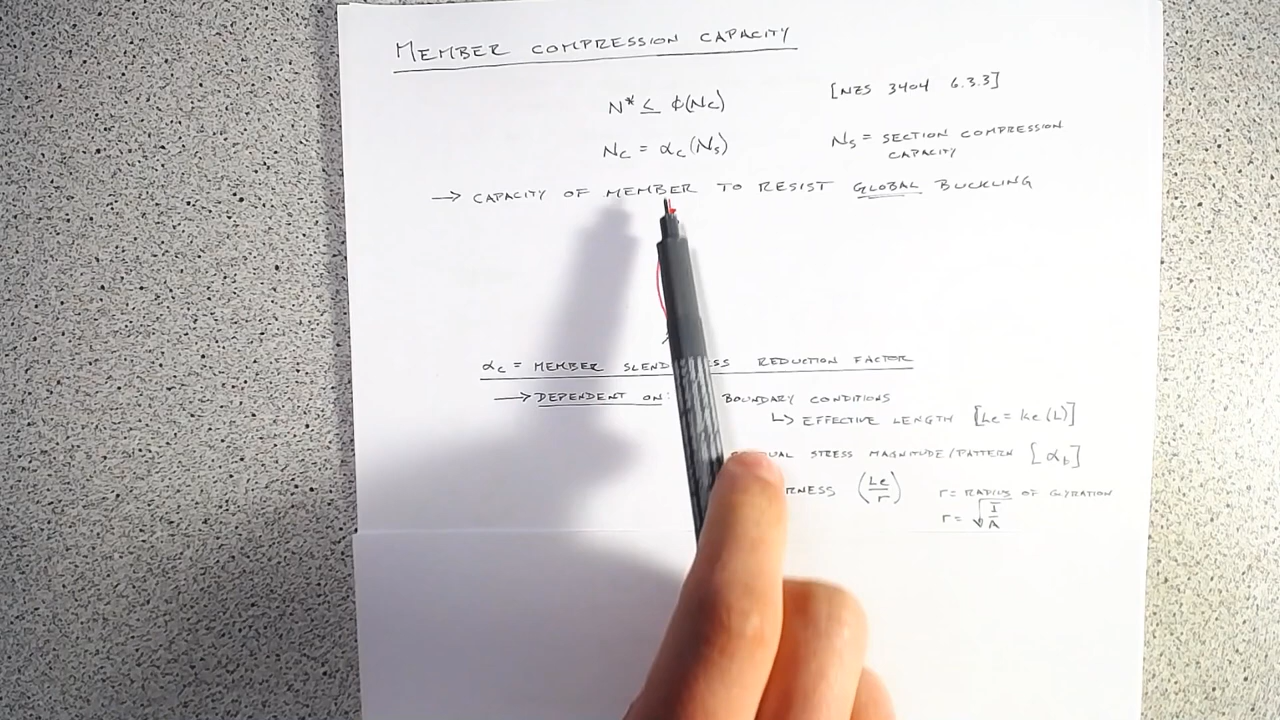 MEMBER COMPRESSION CAPACITY
N* ≤ ϕ(Nc) [NZS 3404 6.3.3]
Nc = αc(Ns) Ns = SECTION COMPRESSION
CAPACITY
→ CAPACITY OF MEMBER TO RESIST GLOBAL BUCKLING
αc = MEMBER REDUCTION FACTOR
→ DEPENDENT ON: BOUNDARY CONDITIONS
↳ EFFECTIVE LENGTH [Le = ke(L)]
STRESS MAGNITUDE/PATTERN [αb]
(Le/r) r = RADIUS OF GYRATION
r = √(I/A)